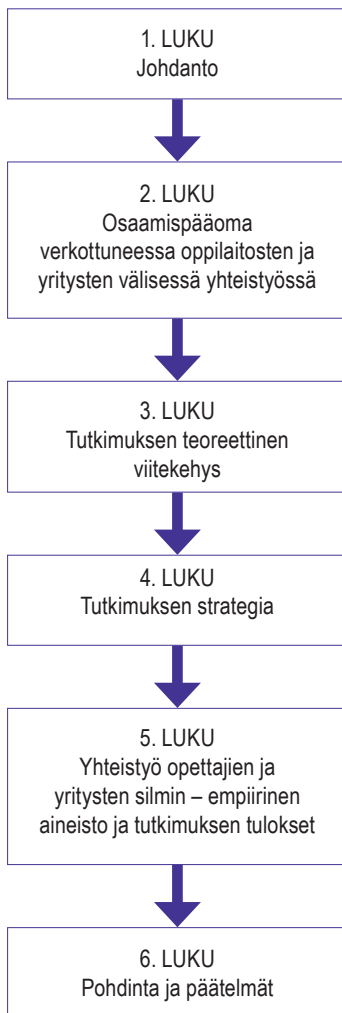 1. LUKU
Johdanto
2. LUKU
Osaamispääoma
verkottuneessa oppilaitosten ja
yritysten välisessä yhteistyössä
3. LUKU
Tutkimuksen teoreettinen
viitekehys
4. LUKU
Tutkimuksen strategia
5. LUKU
Yhteistyö opettajien ja
yritysten silmin – empiirinen
aineisto ja tutkimuksen tulokset
6. LUKU
Pohdinta ja päätelmät